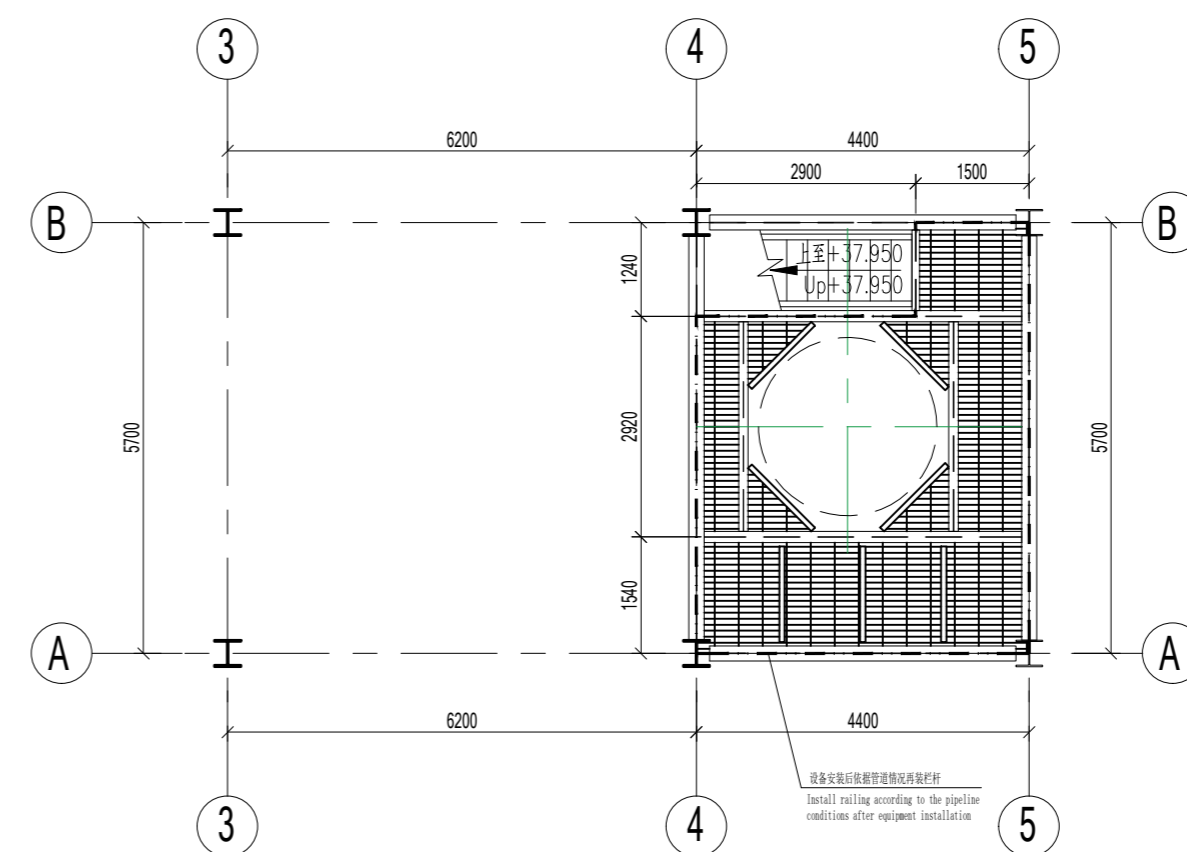 3
4
5
6200
4400
2900
1500
B
B
1240
上至+37.950
Up+37.950
5700
2920
5700
1540
A
A
6200
4400
设备安装后依据管道情况再装栏杆
Install railing according to the pipeline
conditions after equipment installation
3
4
5